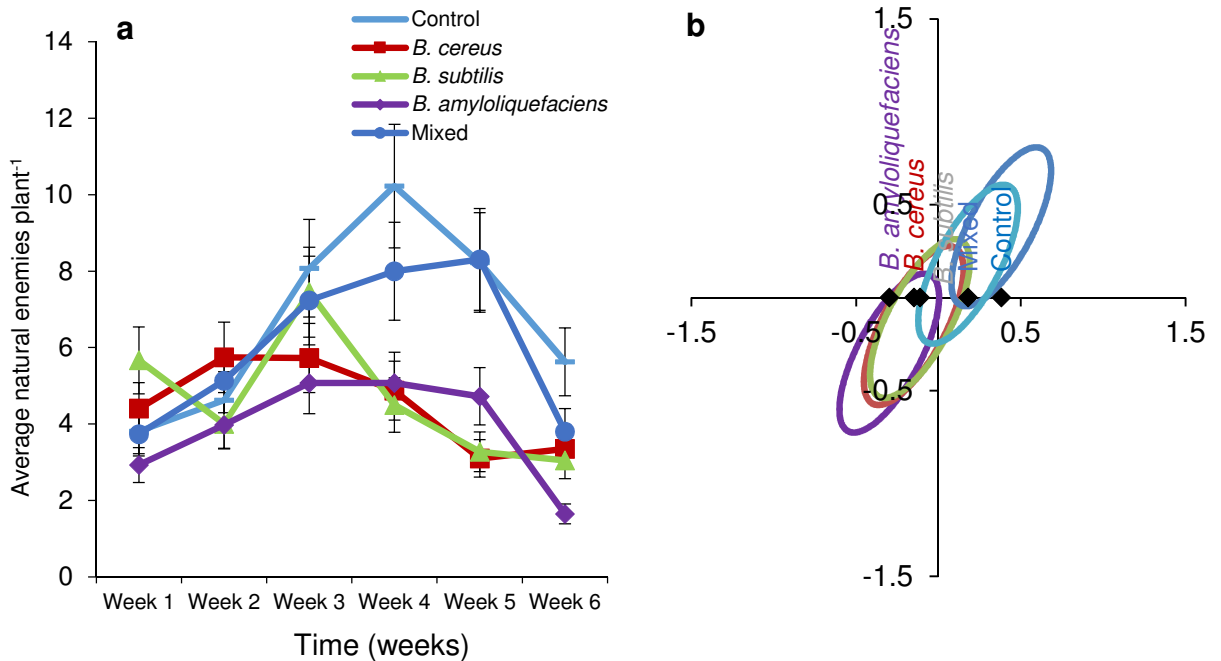 a
Control
B. cereus
B. subtilis
B. amyloliquefaciens
Mixed
14
12
10
8
6
4
2
0
Average natural enemies plant-1
Week 1 Week 2 Week 3 Week 4 Week 5 Week 6
Time (weeks)
b
1.5
0.5
-0.5
-1.5
-1.5 -0.5 0.5 1.5
B. amyloliquefaciens
B. cereus
B. subtilis
Mixed
Control